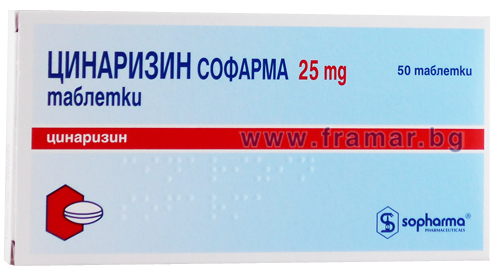 ЦИНАРИЗИН СОФАРМА 25 mg
50 таблетки
таблетки
цинаризин
www.framar.bg
sopharma®
PHARMACEUTICALS